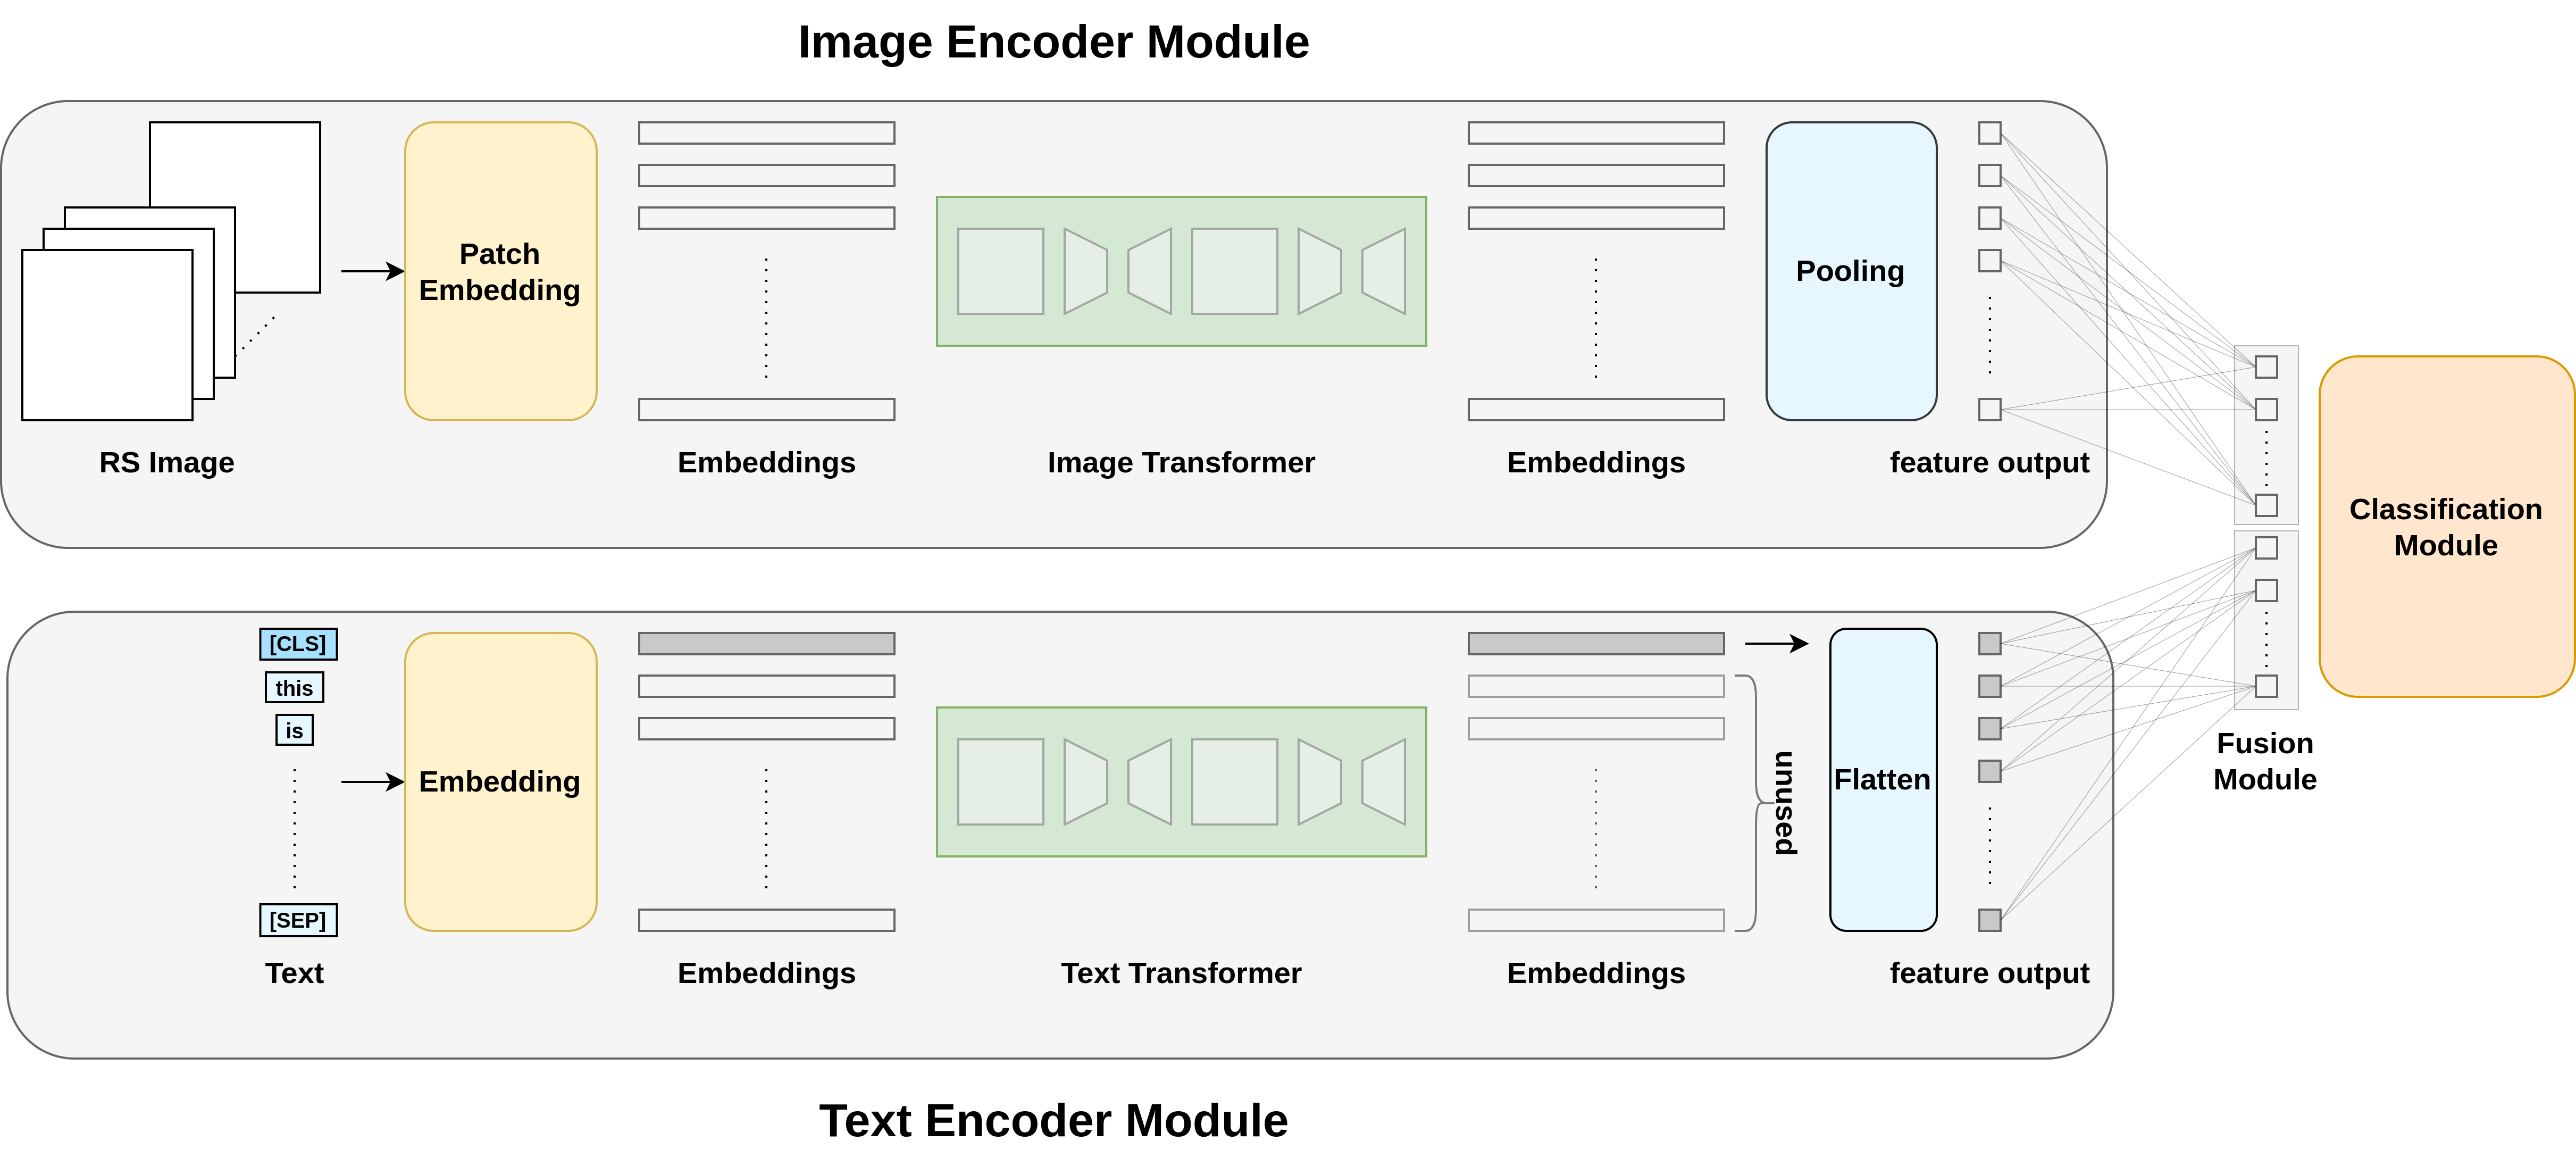 Image Encoder Module
Patch
Embedding
Pooling
RS Image
Embeddings
Image Transformer
Embeddings
feature output
Classification
Module
[CLS]
this
is
[SEP]
Embedding
unused
Flatten
Fusion
Module
Text
Embeddings
Text Transformer
Embeddings
feature output
Text Encoder Module